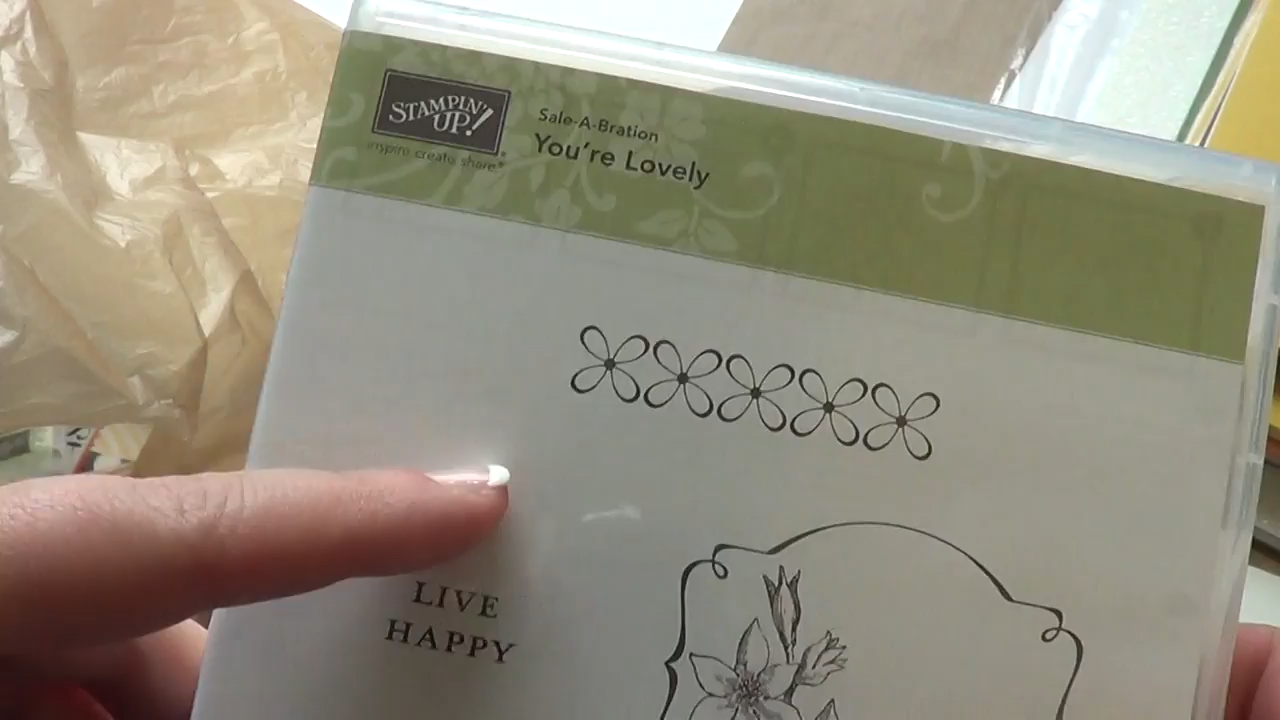 STAMPIN'
UP!
inspire create share
Sale-A-Bration
You're Lovely
LIVE
HAPPY